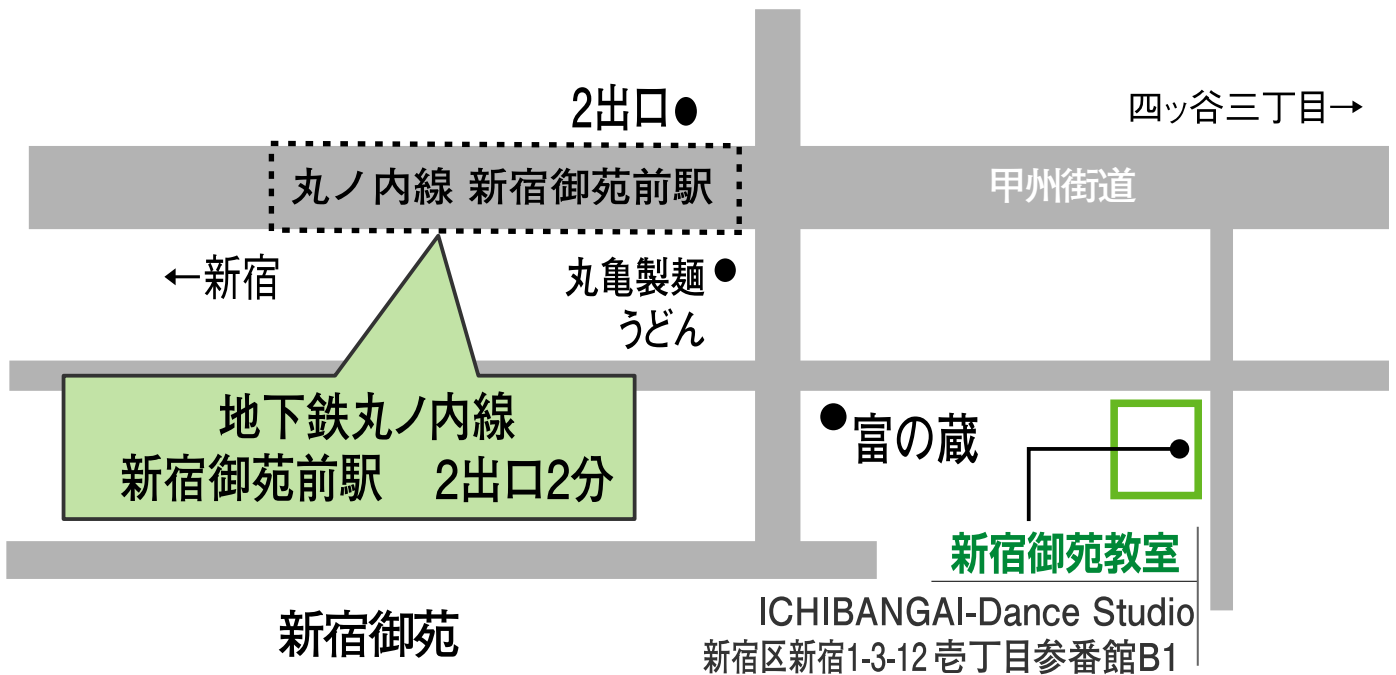 2出口
四ッ谷三丁目→
丸ノ内線 新宿御苑前駅
甲州街道
←新宿
丸亀製麺
うどん
地下鉄丸ノ内線
新宿御苑前駅　2出口2分
富の蔵
新宿御苑教室
ICHIBANGAI-Dance Studio
新宿区新宿1-3-12 壱丁目参番館B1
新宿御苑